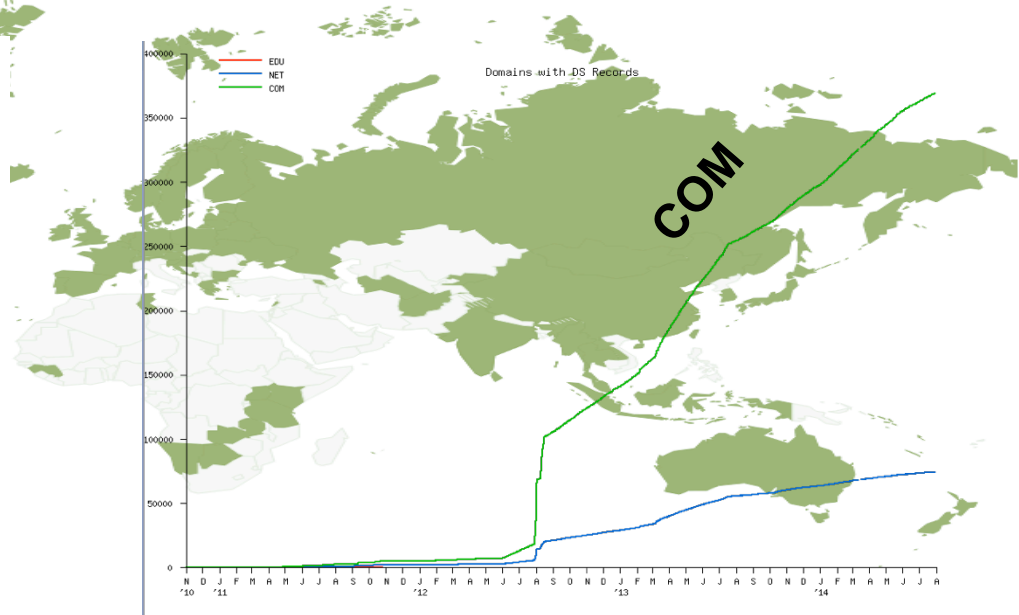 400000
EDU
NET
COM
Domains with DS Records
350000
300000
250000
200000
150000
100000
50000
0
COM
N D J F M A M J J A S O N D J F M A M J J A S O N D J F M A M J J A S O N D J F M A M J J A
'10 '11 '12 '13 '14